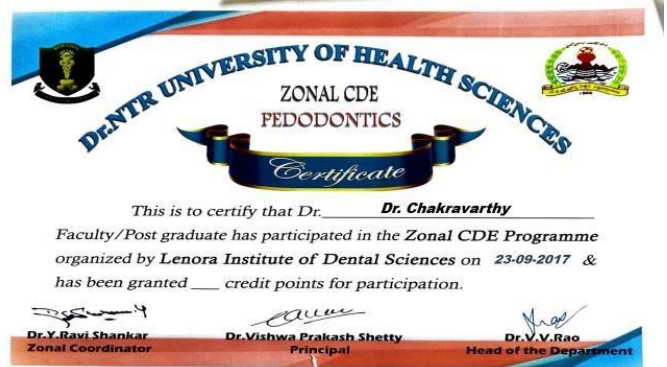 Dr.NTR UNIVERSITY OF HEALTH SCIENCES
ZONAL CDE
PEDODONTICS
Certificate
This is to certify that Dr. Dr. Chakravarthy
Faculty/Post graduate has participated in the Zonal CDE Programme
organized by Lenora Institute of Dental Sciences on 23-09-2017 &
has been granted ___ credit points for participation.
Dr.Y.Ravi Shankar Dr.Vishwa Prakash Shetty Dr.V.V.Rao
Zonal Coordinator Principal Head of the Department